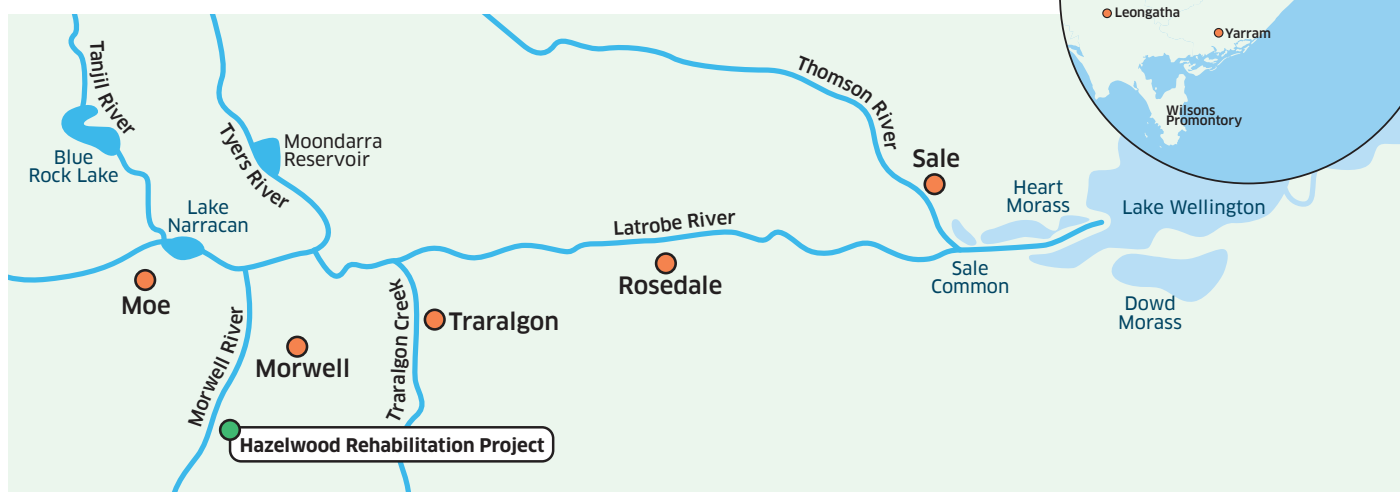 Leongatha
Yarram
Wilsons
Promontory
Tanjil River
Thomson River
Tyers River
Moondarra
Reservoir
Blue
Rock Lake
Sale
Heart
Morass
Lake Wellington
Lake
Narracan
Latrobe River
Sale
Common
Rosedale
Moe
Dowd
Morass
Traralgon Creek
Traralgon
Morwell River
Morwell
Hazelwood Rehabilitation Project